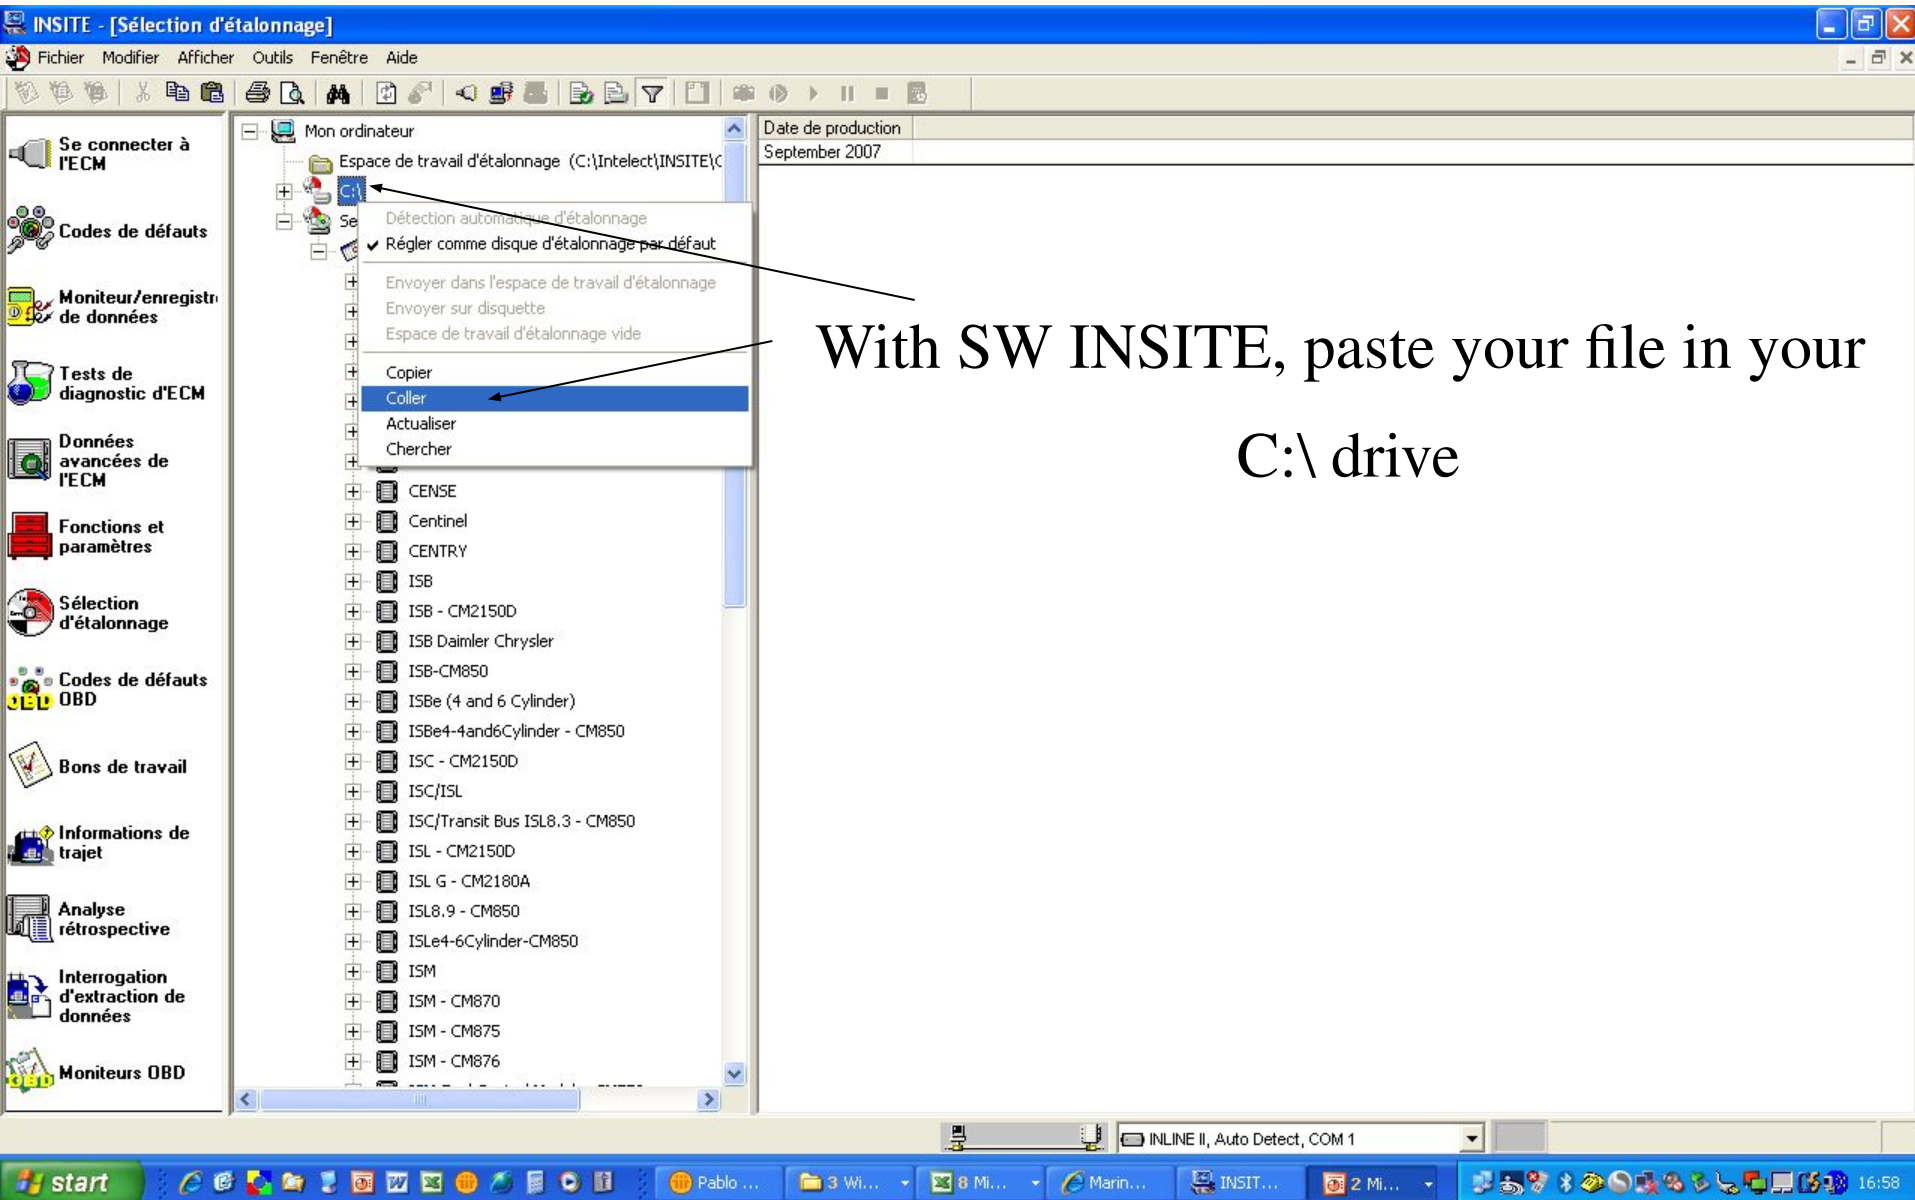 INSITE - [Sélection d'étalonnage]
Fichier Modifier Afficher Outils Fenêtre Aide
Se connecter à
l'ECM
Codes de défauts
Moniteur/enregistr
de données
Tests de
diagnostic d'ECM
Données
avancées de
l'ECM
Fonctions et
paramètres
Sélection
d'étalonnage
Codes de défauts
OBD
Bons de travail
Informations de
trajet
Analyse
rétrospective
Interrogation
d'extraction de
données
Moniteurs OBD
Mon ordinateur
Espace de travail d'étalonnage (C:\Intelect\INSITE\C
C:\
Se
Détection automatique d'étalonnage
Régler comme disque d'étalonnage par défaut
Envoyer dans l'espace de travail d'étalonnage
Envoyer sur disquette
Espace de travail d'étalonnage vide
Copier
Coller
Actualiser
Chercher
CENSE
Centinel
CENTRY
ISB
ISB - CM2150D
ISB Daimler Chrysler
ISB-CM850
ISBe (4 and 6 Cylinder)
ISBe4-4and6Cylinder - CM850
ISC - CM2150D
ISC/ISL
ISC/Transit Bus ISL8.3 - CM850
ISL - CM2150D
ISL G - CM2180A
ISL8.9 - CM850
ISLe4-6Cylinder-CM850
ISM
ISM - CM870
ISM - CM875
ISM - CM876
Date de production
September 2007
With SW INSITE, paste your file in your
C:\ drive
INLINE II, Auto Detect, COM 1
start
Pablo ...
3 Wi...
8 Mi...
Marin...
INSIT...
2 Mi...
16:58